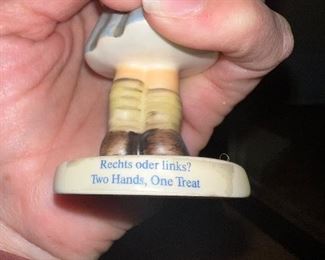 Rechts oder links?
Two Hands, One Treat